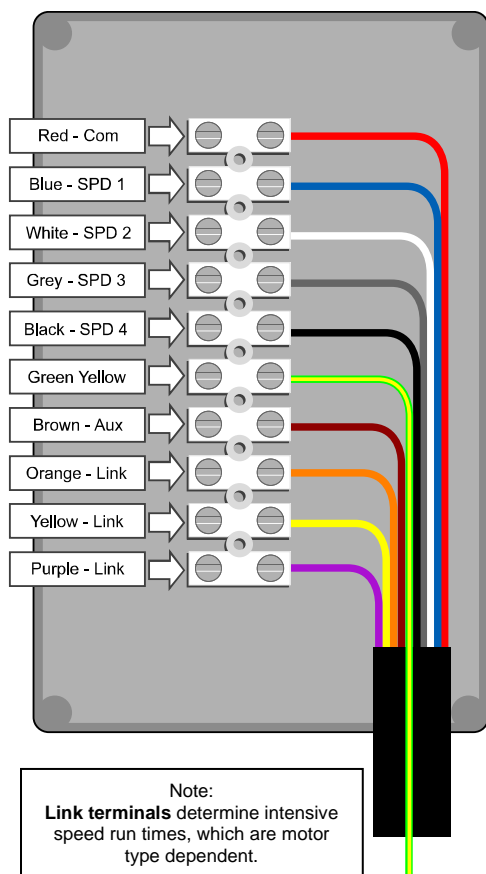 Red - Com
Blue - SPD 1
White - SPD 2
Grey - SPD 3
Black - SPD 4
Green Yellow
Brown - Aux
Orange - Link
Yellow - Link
Purple - Link
Note:
Link terminals determine intensive
speed run times, which are motor
type dependent.